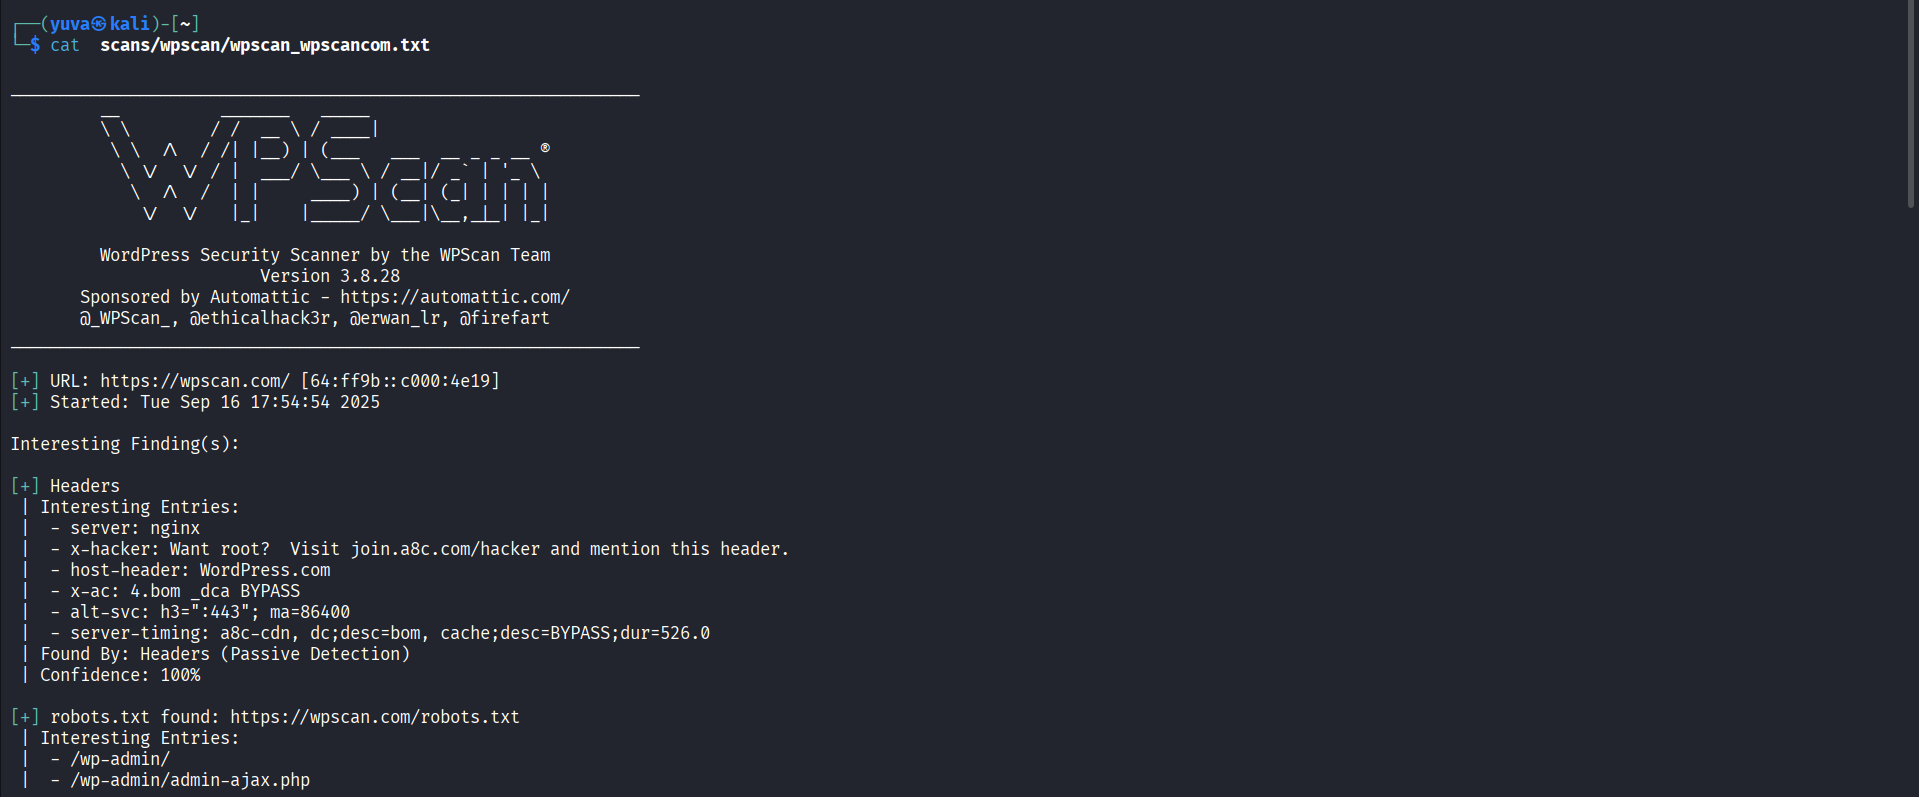 ┌──(yuva㉿kali)-[~]
└─$ cat  scans/wpscan/wpscan_wpscancom.txt
_______________________________________________________________
         __          _______   _____
         \ \        / /  __ \ / ____|
          \ \  /\  / /| |__) | (___   ___  __ _ _ __ ®
           \ \/  \/ / |  ___/ \___ \ / __|/ _` | '_ \
            \  /\  /  | |     ____) | (__| (_| | | | |
             \/  \/   |_|    |_____/ \___|\__,_|_| |_|

         WordPress Security Scanner by the WPScan Team
                         Version 3.8.28
       Sponsored by Automattic - https://automattic.com/
       @_WPScan_, @ethicalhack3r, @erwan_lr, @firefart
_______________________________________________________________

[+] URL: https://wpscan.com/ [64:ff9b::c000:4e19]
[+] Started: Tue Sep 16 17:54:54 2025

Interesting Finding(s):

[+] Headers
 | Interesting Entries:
 |  - server: nginx
 |  - x-hacker: Want root?  Visit join.a8c.com/hacker and mention this header.
 |  - host-header: WordPress.com
 |  - x-ac: 4.bom _dca BYPASS
 |  - alt-svc: h3=":443"; ma=86400
 |  - server-timing: a8c-cdn, dc;desc=bom, cache;desc=BYPASS;dur=526.0
 | Found By: Headers (Passive Detection)
 | Confidence: 100%

[+] robots.txt found: https://wpscan.com/robots.txt
 | Interesting Entries:
 |  - /wp-admin/
 |  - /wp-admin/admin-ajax.php